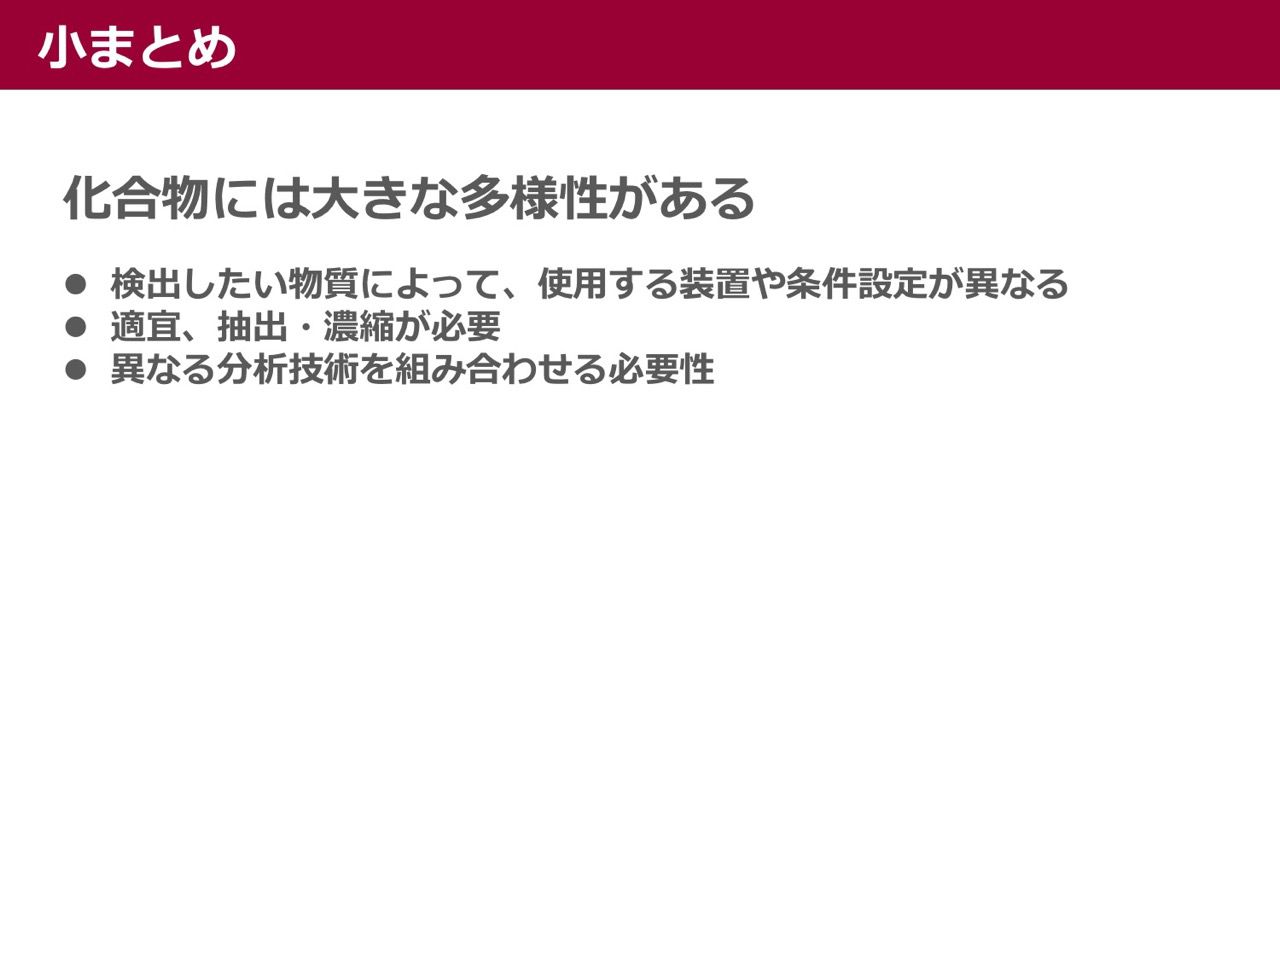 小まとめ
化合物には大きな多様性がある
● 検出したい物質によって、使用する装置や条件設定が異なる
● 適宜、抽出・濃縮が必要
● 異なる分析技術を組み合わせる必要性